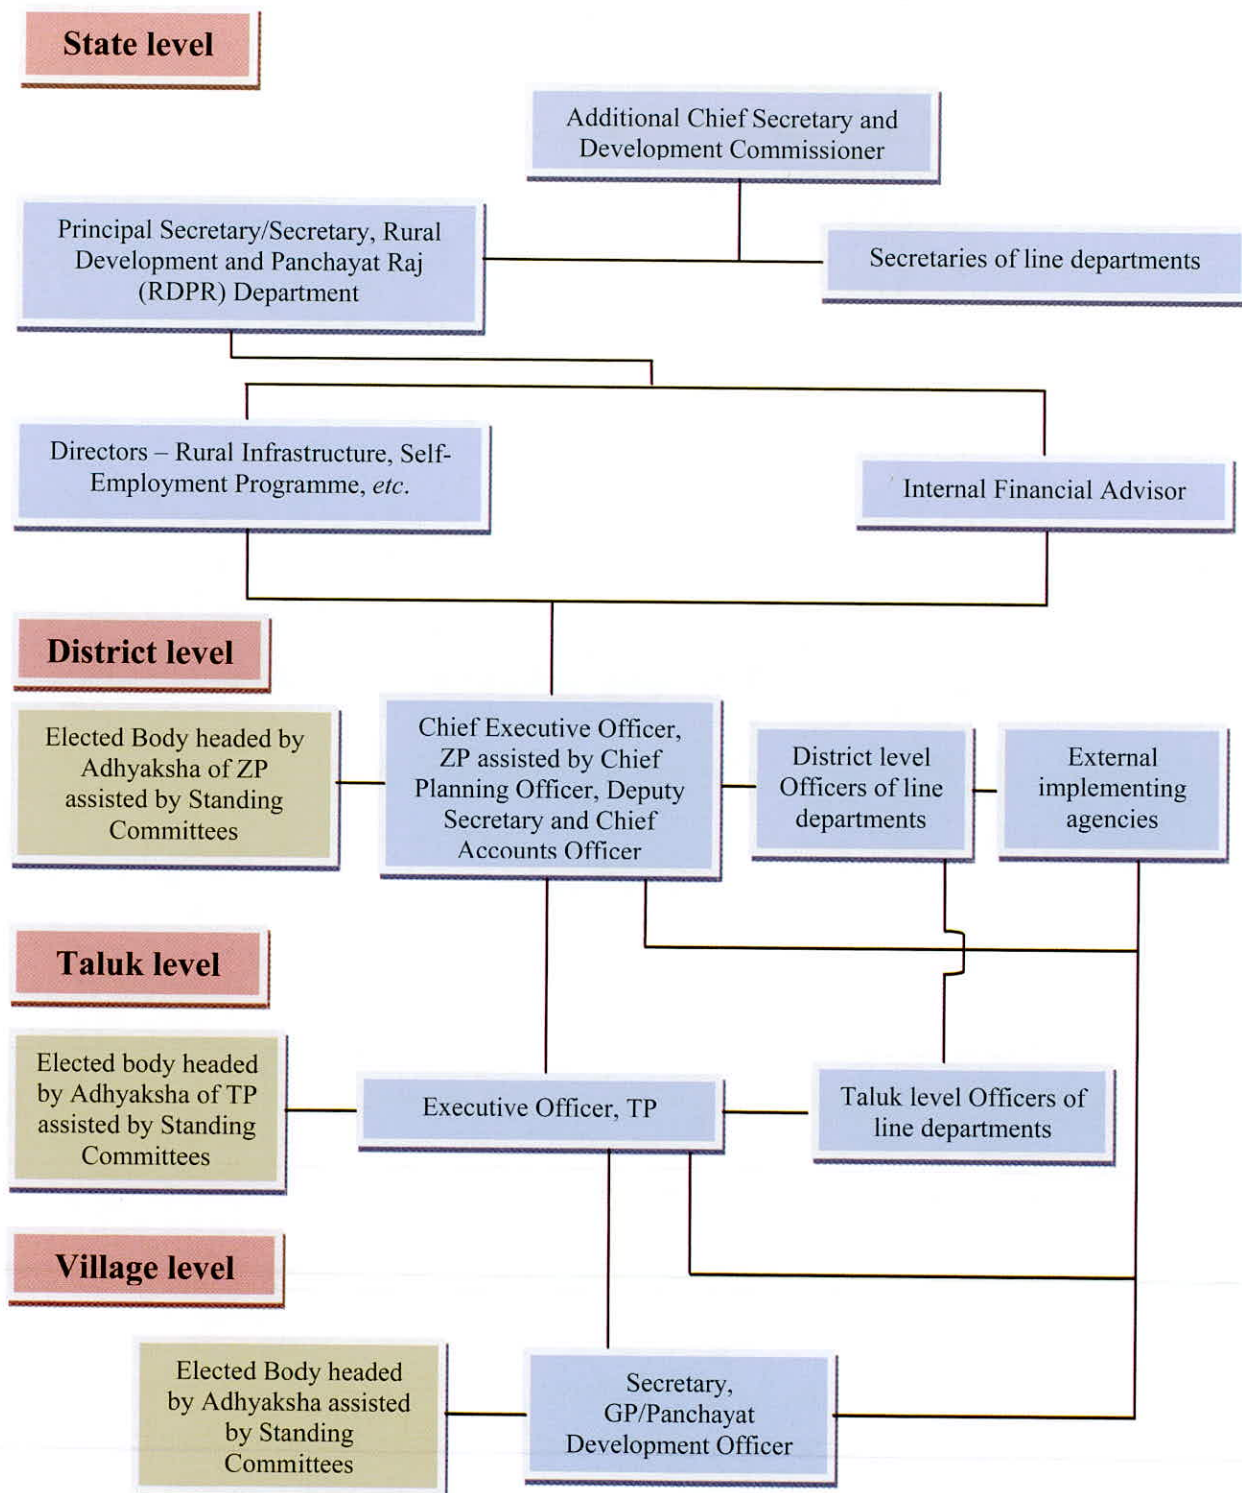 State level
Additional Chief Secretary and
Development Commissioner
Principal Secretary/Secretary, Rural
Development and Panchayat Raj
(RDPR) Department
Secretaries of line departments
Directors – Rural Infrastructure, Self-
Employment Programme, etc.
Internal Financial Advisor
District level
Elected Body headed by
Adhyaksha of ZP
assisted by Standing
Committees
Chief Executive Officer,
ZP assisted by Chief
Planning Officer, Deputy
Secretary and Chief
Accounts Officer
District level
Officers of line
departments
External
implementing
agencies
Taluk level
Elected body headed
by Adhyaksha of TP
assisted by Standing
Committees
Executive Officer, TP
Taluk level Officers of
line departments
Village level
Elected Body headed
by Adhyaksha assisted
by Standing
Committees
Secretary,
GP/Panchayat
Development Officer